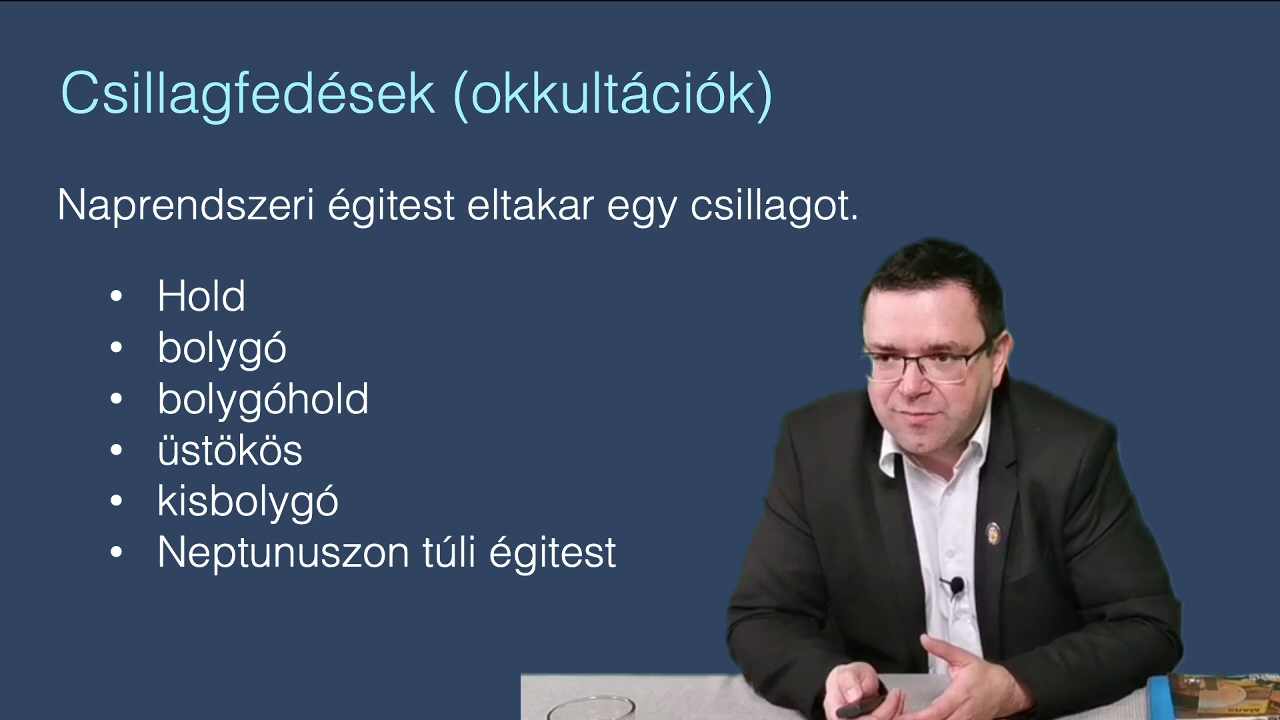 Csillagfedések (okkultációk)
Naprendszeri égitest eltakar egy csillagot.
• Hold
• bolygó
• bolygóhold
• üstökös
• kisbolygó
• Neptunuszon túli égitest